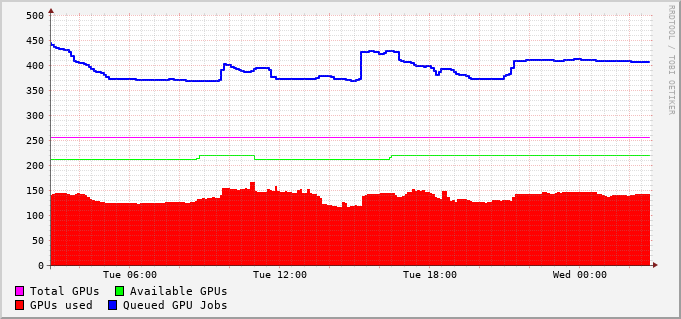 500
450
400
350
300
250
200
150
100
50
0
Tue 06:00 Tue 12:00 Tue 18:00 Wed 00:00
Total GPUs Available GPUs
GPUs used Queued GPU Jobs
RRDTOOL / TOBI OETIKER